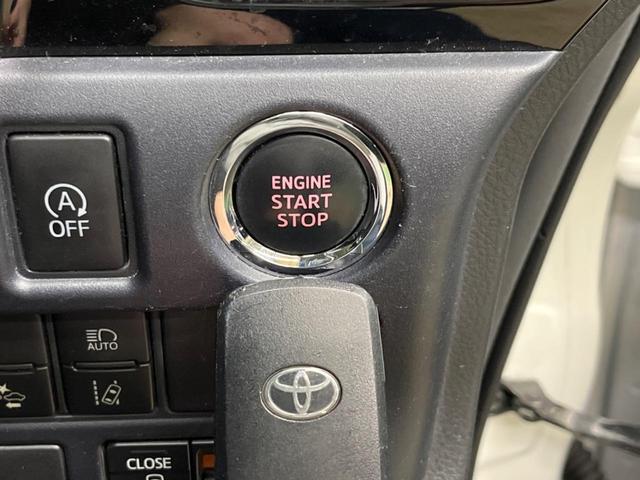 ENGINE
START
STOP
A
OFF
AUTO
CLOSE